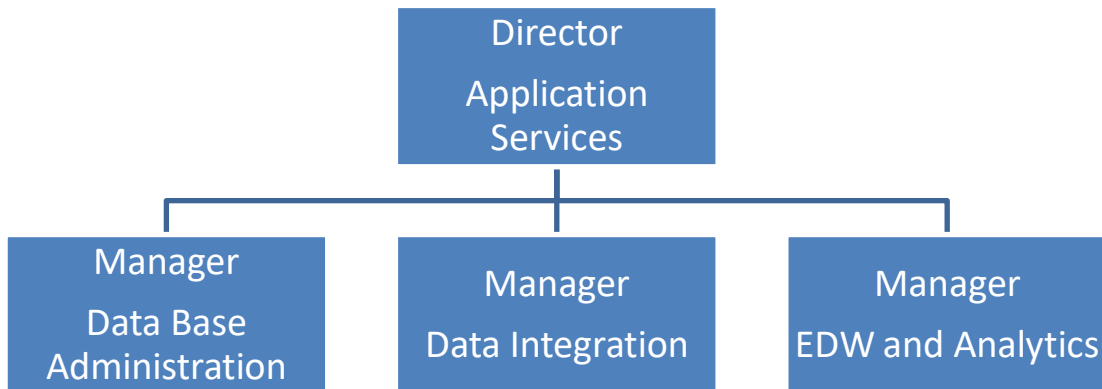 Director
Application
Services
Manager
Data Base
Administration
Manager
Data Integration
Manager
EDW and Analytics